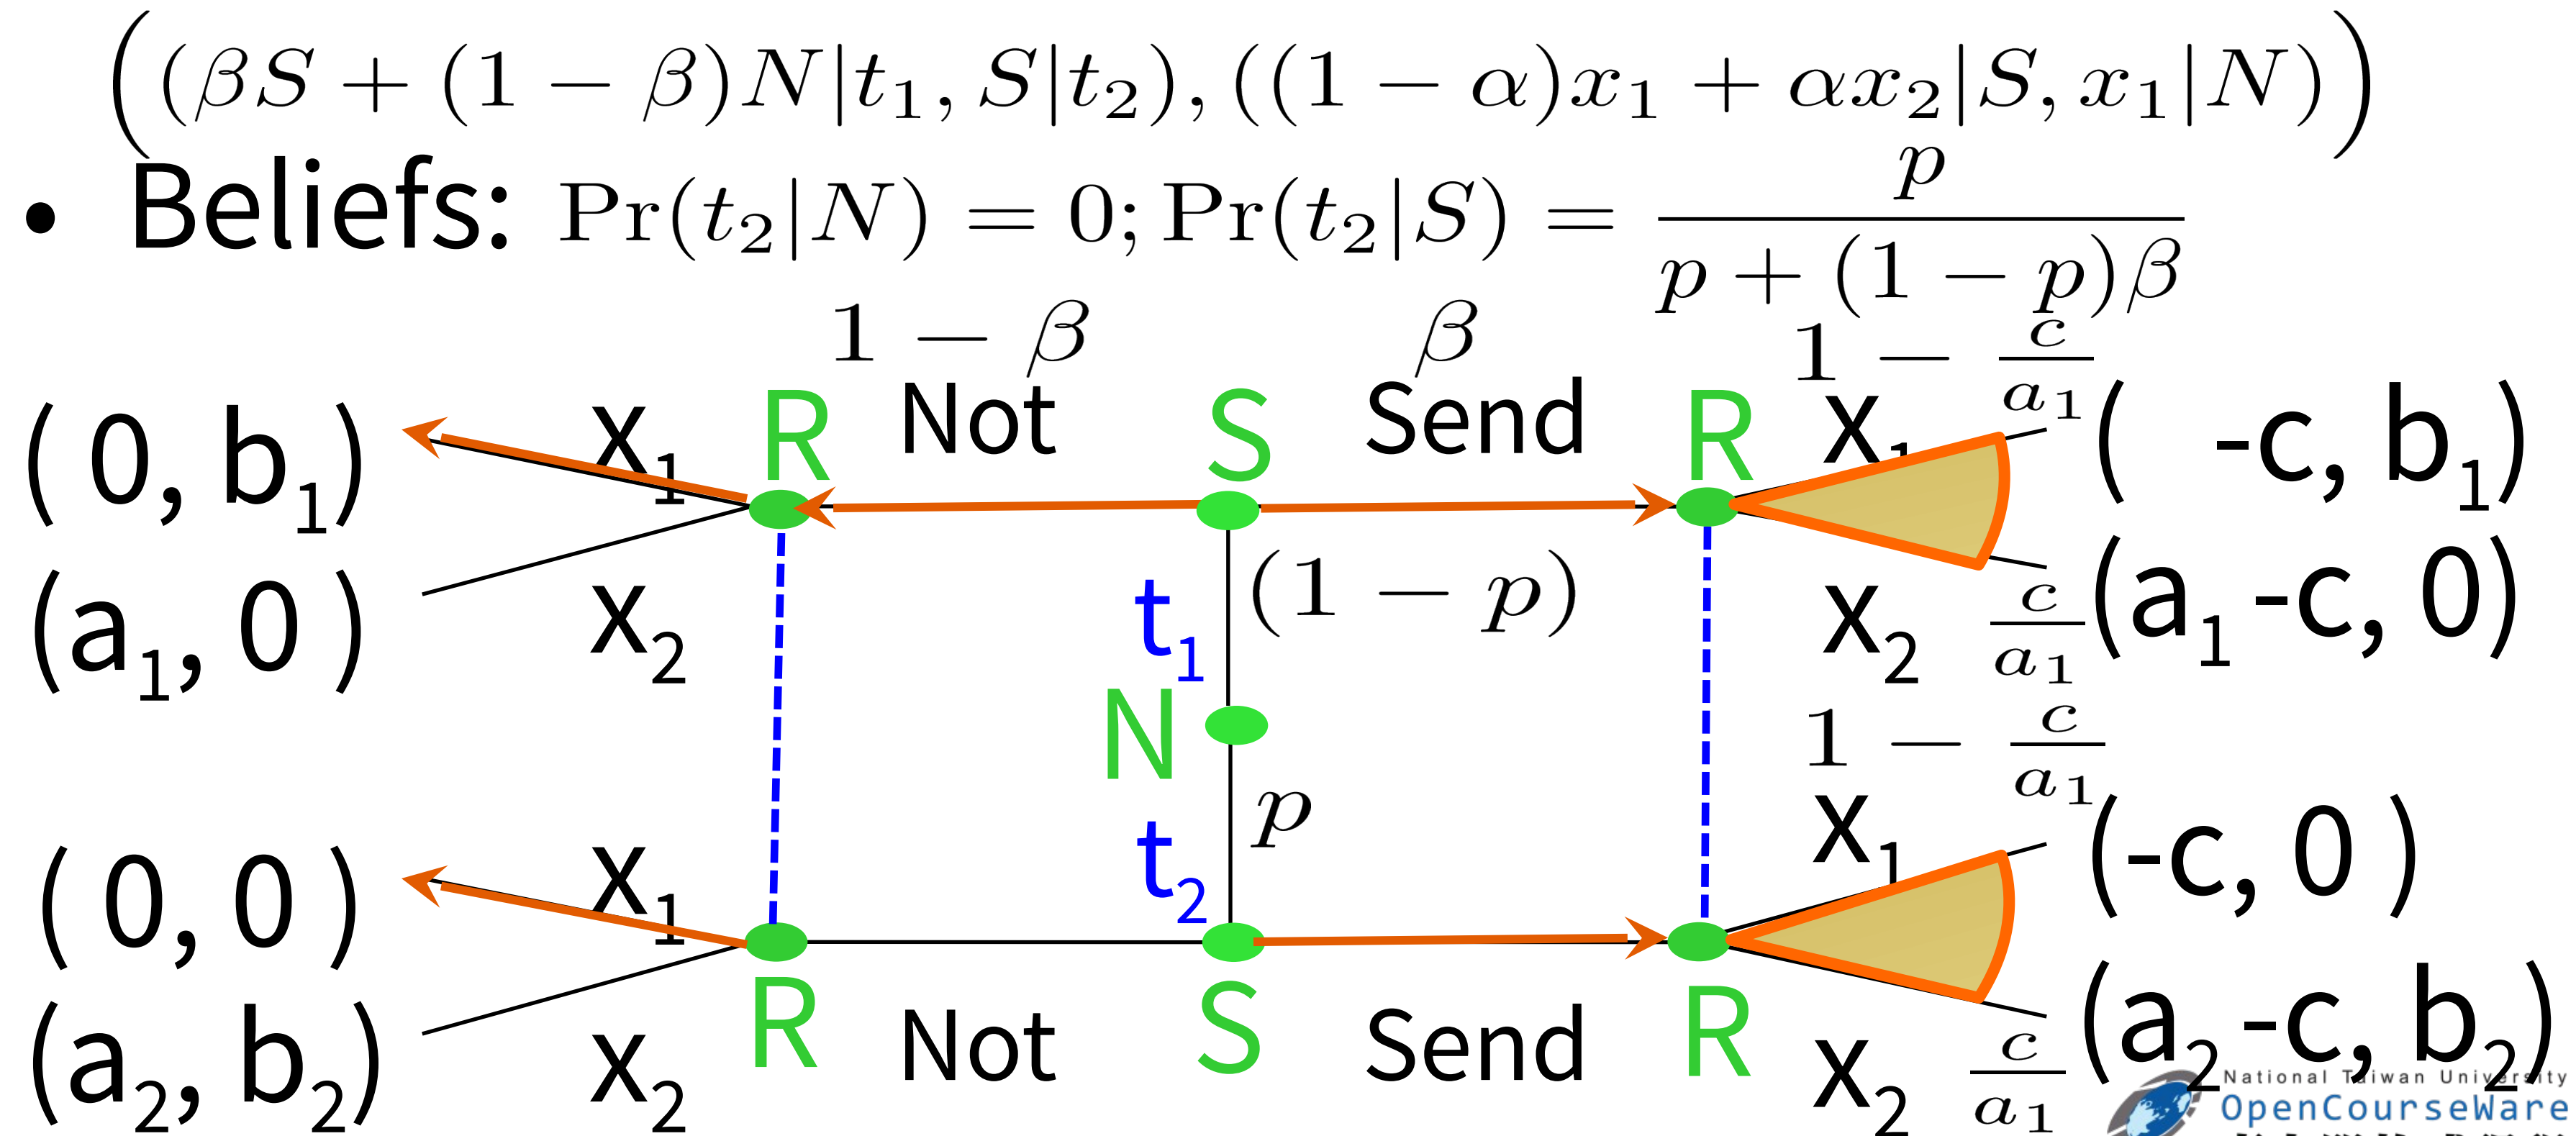 ((βS + (1 − β)N|t₁, S|t₂), ((1 − α)x₁ + αx₂|S, x₁|N))
• Beliefs: Pr(t₂|N) = 0; Pr(t₂|S) = p / (p + (1 − p)β)
1 − β β 1 − c/a₁
( 0, b₁) x₁ R Not S Send R x₁ ( -c, b₁)
(1 − p)
(a₁, 0 ) x₂ t₁ x₂ c/a₁ (a₁ -c, 0)
N 1 − c/a₁
p
( 0, 0 ) x₁ t₂ x₁ (-c, 0 )
(a₂, b₂) x₂ R Not S Send R x₂ c/a₁ (a₂ -c, b₂)
National Taiwan University
OpenCourseWare